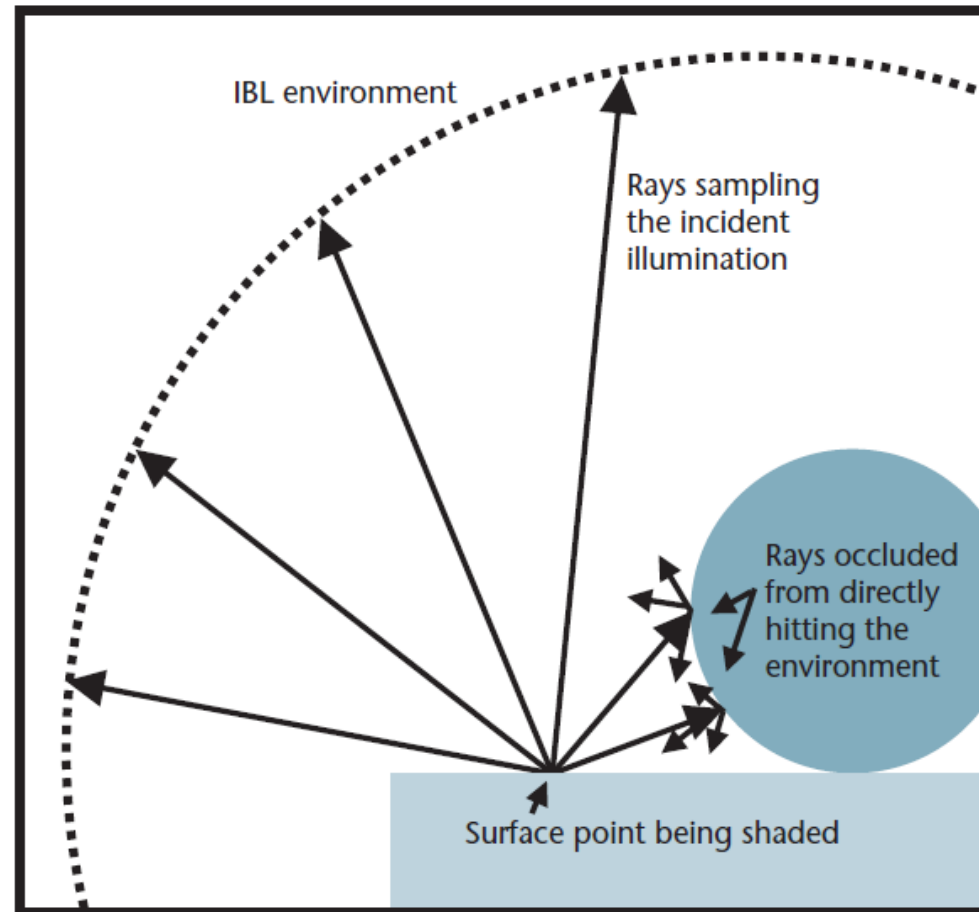 IBL environment
Rays sampling
the incident
illumination
Rays occluded
from directly
hitting the
environment
Surface point being shaded